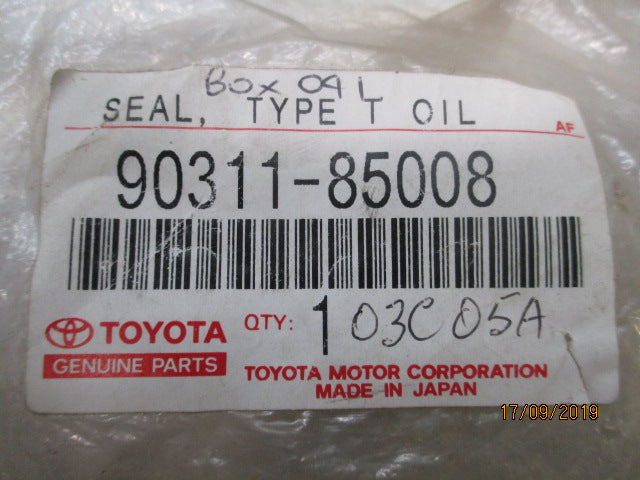 BOX 091
SEAL, TYPE T OIL
AF
90311-85008
TOYOTA
GENUINE PARTS
QTY: 1 03C05A
TOYOTA MOTOR CORPORATION
MADE IN JAPAN
17/09/2019